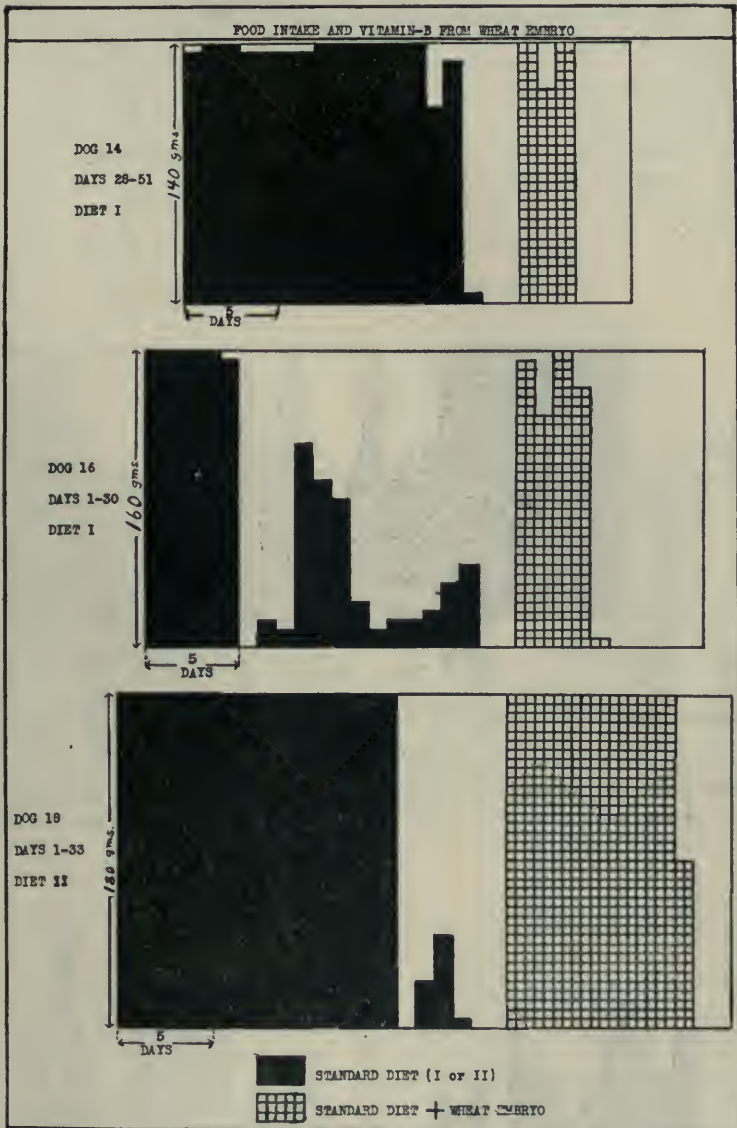 FOOD INTAKE AND VITAMIN-B FROM WHEAT EMBRYO
DOG 14
DAYS 28-51
DIET I
140 gms.
5
DAYS
DOG 16
DAYS 1-30
DIET I
160 gms.
5
DAYS
DOG 18
DAYS 1-33
DIET II
180 gms.
5
DAYS
STANDARD DIET (I or II)
STANDARD DIET + WHEAT EMBRYO